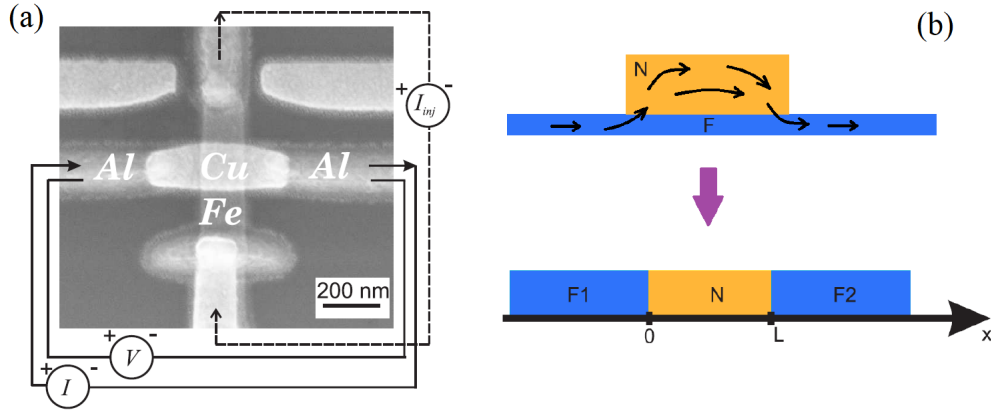 (a)
+ -
I_inj
Al Cu Al
Fe
200 nm
+ -
V
+ -
I
(b)
N
F
F1 N F2
0 L x